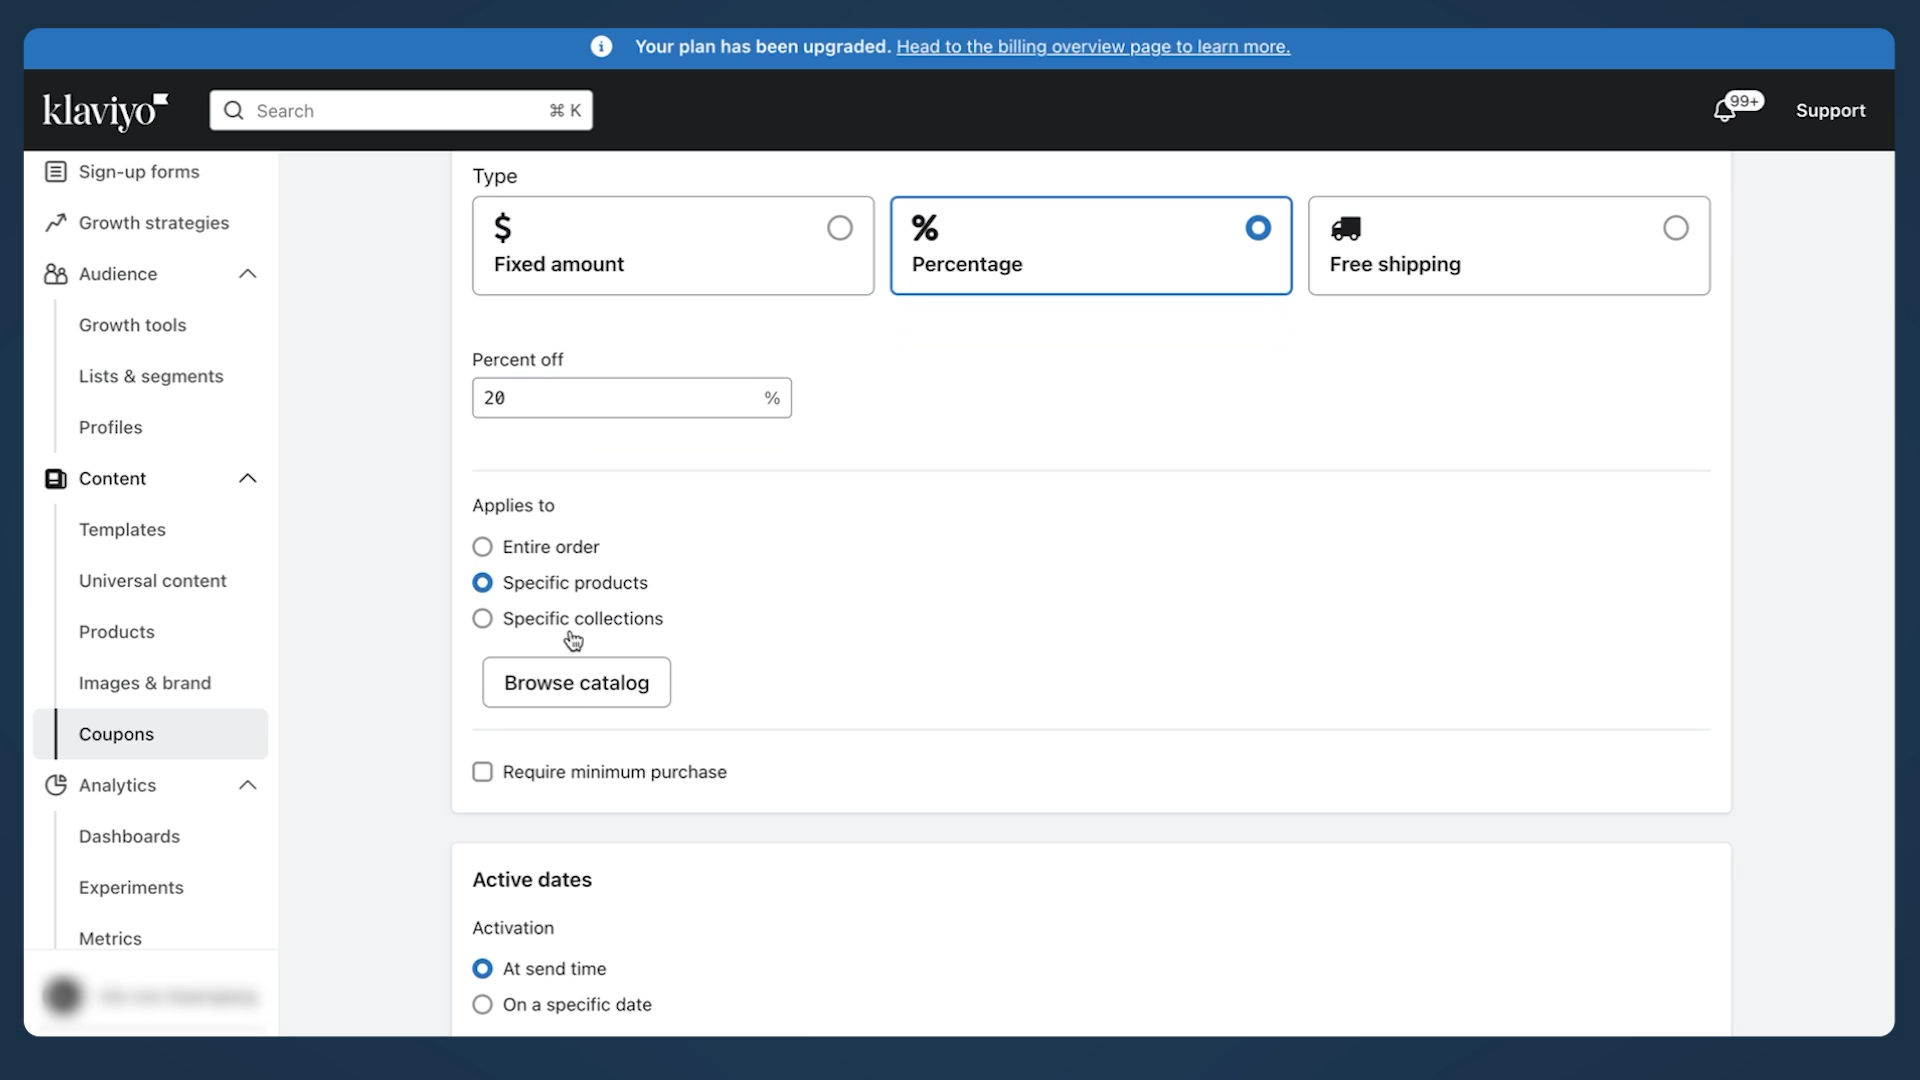 Your plan has been upgraded. Head to the billing overview page to learn more.
klaviyo
Search
⌘ K
99+
Support
Sign-up forms
Growth strategies
Audience
Growth tools
Lists & segments
Profiles
Content
Templates
Universal content
Products
Images & brand
Coupons
Analytics
Dashboards
Experiments
Metrics
Type
$
Fixed amount
%
Percentage
Free shipping
Percent off
20 %
Applies to
Entire order
Specific products
Specific collections
Browse catalog
Require minimum purchase
Active dates
Activation
At send time
On a specific date